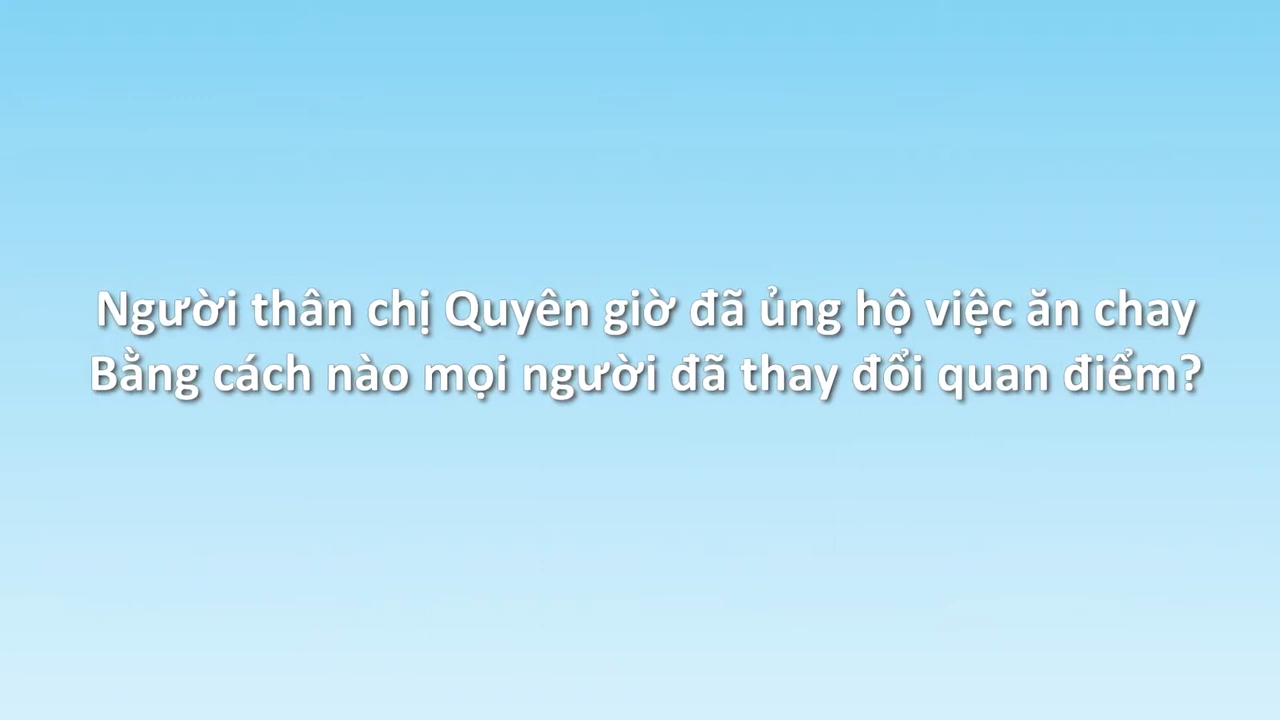 Người thân chị Quyên giờ đã ủng hộ việc ăn chay
Bằng cách nào mọi người đã thay đổi quan điểm?